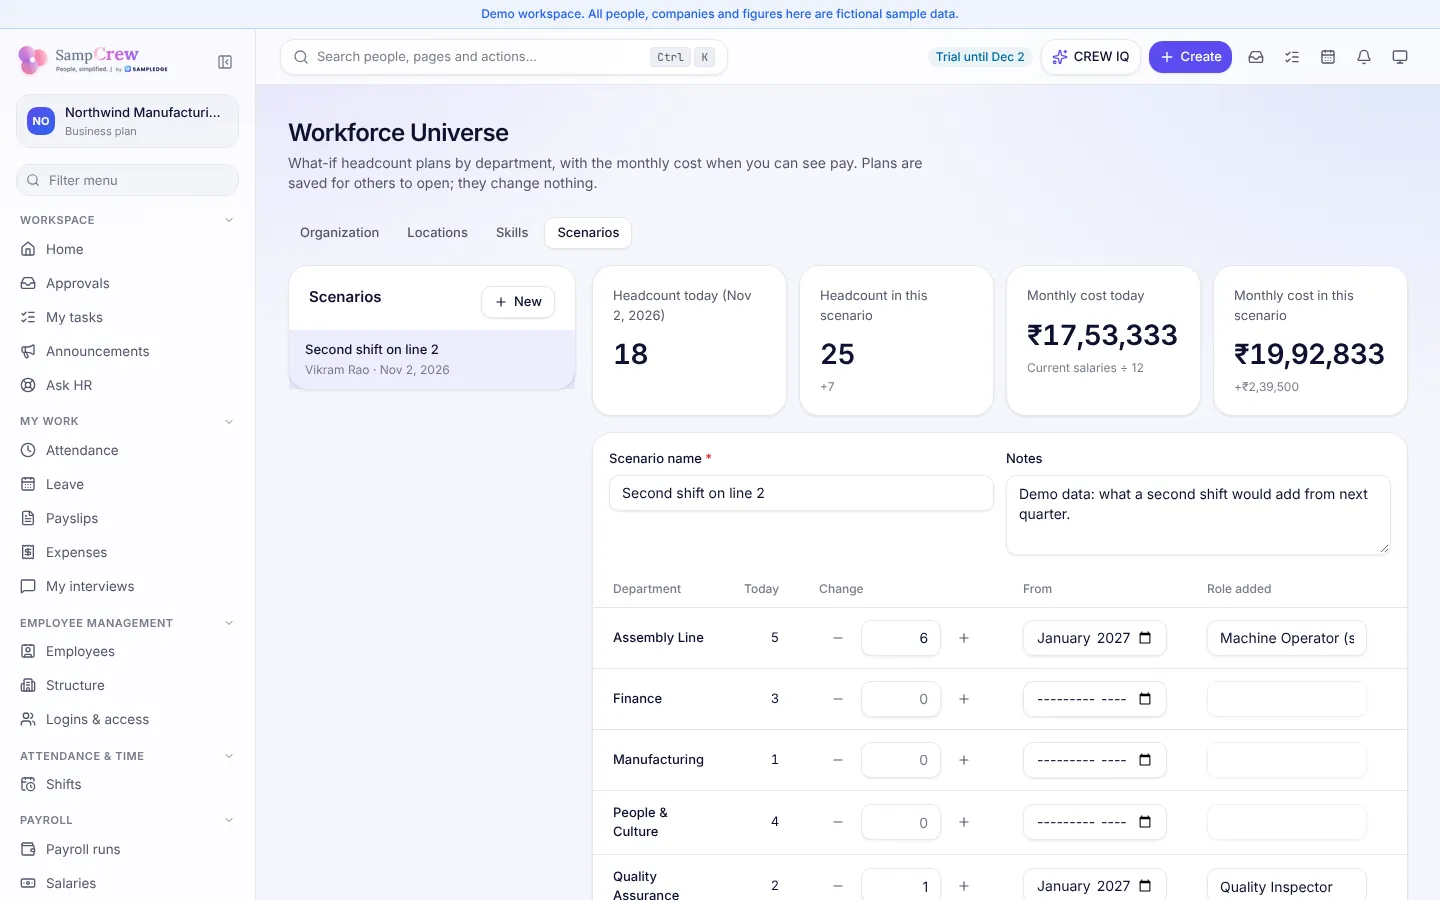 Demo workspace. All people, companies and figures here are fictional sample data.
SampCrew
People, simplified. | by SAMPLEDGE
Search people, pages and actions...
Ctrl K
Trial until Dec 2
CREW IQ
+ Create
NO
Northwind Manufacturi...
Business plan
Filter menu
WORKSPACE
Home
Approvals
My tasks
Announcements
Ask HR
MY WORK
Attendance
Leave
Payslips
Expenses
My interviews
EMPLOYEE MANAGEMENT
Employees
Structure
Logins & access
ATTENDANCE & TIME
Shifts
PAYROLL
Payroll runs
Salaries
Workforce Universe
What-if headcount plans by department, with the monthly cost when you can see pay. Plans are
saved for others to open; they change nothing.
Organization Locations Skills Scenarios
Scenarios
+ New
Second shift on line 2
Vikram Rao · Nov 2, 2026
Headcount today (Nov
2, 2026)
18
Headcount in this
scenario
25
+7
Monthly cost today
₹17,53,333
Current salaries ÷ 12
Monthly cost in this
scenario
₹19,92,833
+₹2,39,500
Scenario name *
Second shift on line 2
Notes
Demo data: what a second shift would add from next
quarter.
Department Today Change From Role added
Assembly Line 5 − 6 + January 2027 Machine Operator (s
Finance 3 − 0 + --------- ----
Manufacturing 1 − 0 + --------- ----
People &
Culture 4 − 0 + --------- ----
Quality
Assurance 2 − 1 + January 2027 Quality Inspector